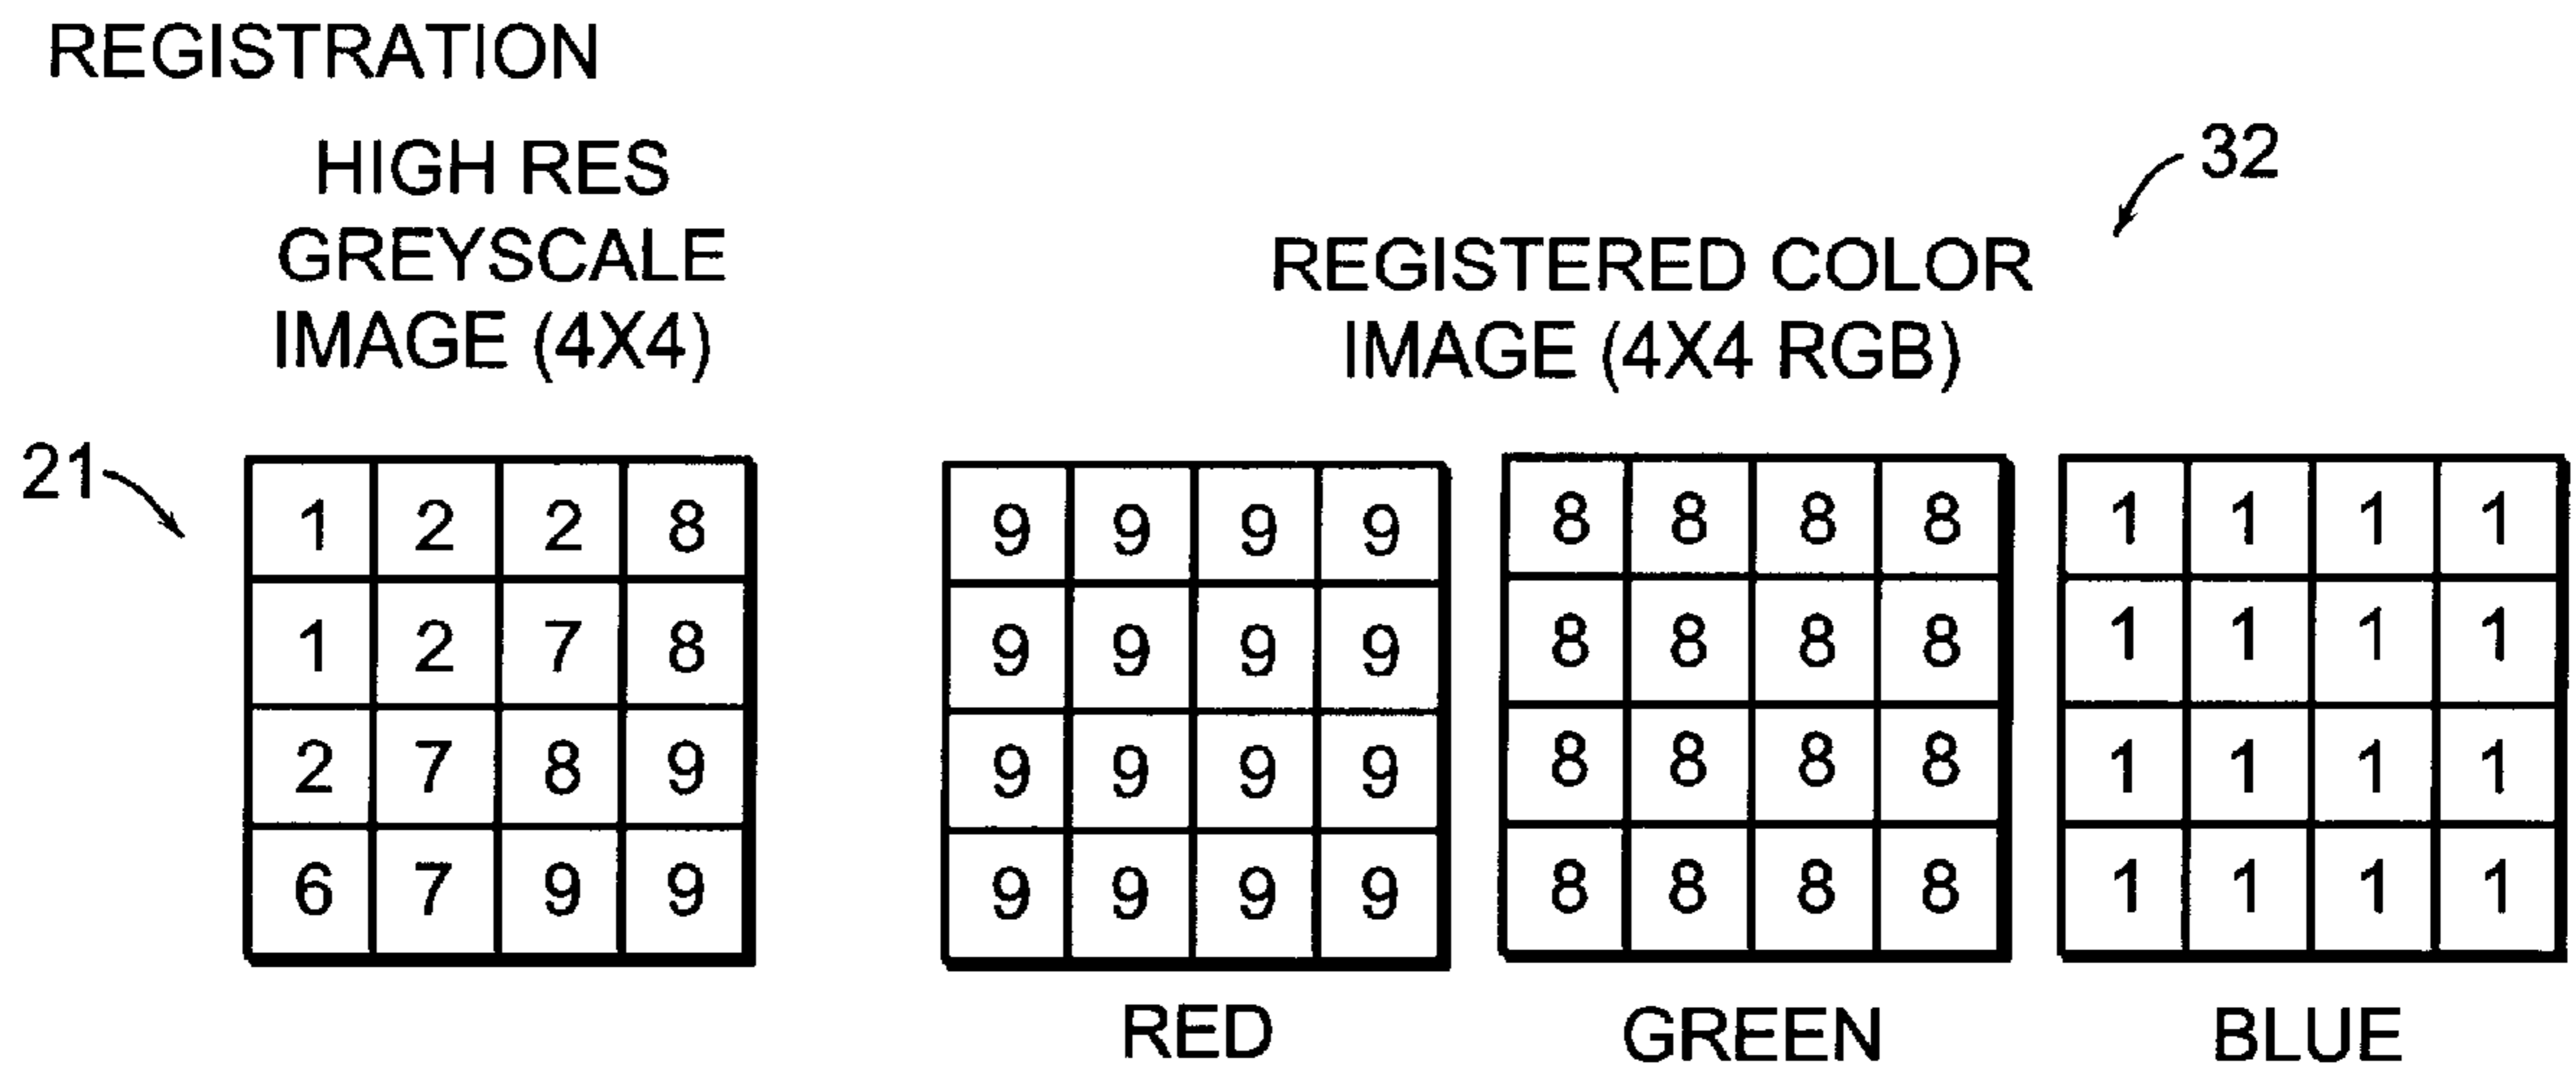 REGISTRATION
HIGH RES
GREYSCALE
IMAGE (4X4)
32
REGISTERED COLOR
IMAGE (4X4 RGB)
21
1 2 2 8
1 2 7 8
2 7 8 9
6 7 9 9
9 9 9 9
9 9 9 9
9 9 9 9
9 9 9 9
RED
8 8 8 8
8 8 8 8
8 8 8 8
8 8 8 8
GREEN
1 1 1 1
1 1 1 1
1 1 1 1
1 1 1 1
BLUE